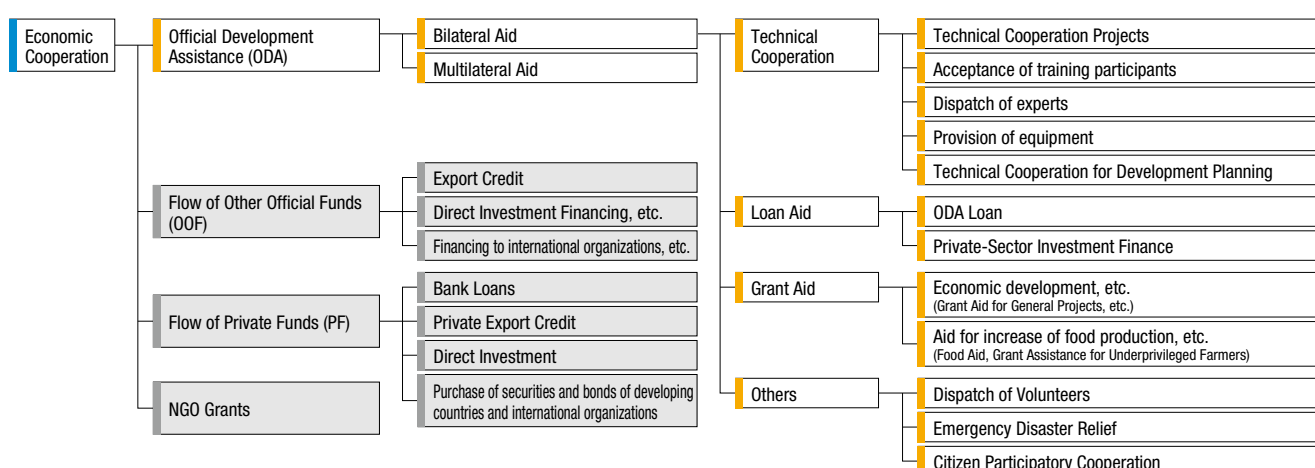 Economic
Cooperation
Official Development
Assistance (ODA)
Bilateral Aid
Multilateral Aid
Technical
Cooperation
Technical Cooperation Projects
Acceptance of training participants
Dispatch of experts
Provision of equipment
Technical Cooperation for Development Planning
Flow of Other Official Funds
(OOF)
Export Credit
Direct Investment Financing, etc.
Financing to international organizations, etc.
Loan Aid
ODA Loan
Private-Sector Investment Finance
Flow of Private Funds (PF)
Bank Loans
Private Export Credit
Direct Investment
Purchase of securities and bonds of developing
countries and international organizations
Grant Aid
Economic development, etc.
(Grant Aid for General Projects, etc.)
Aid for increase of food production, etc.
(Food Aid, Grant Assistance for Underprivileged Farmers)
NGO Grants
Others
Dispatch of Volunteers
Emergency Disaster Relief
Citizen Participatory Cooperation